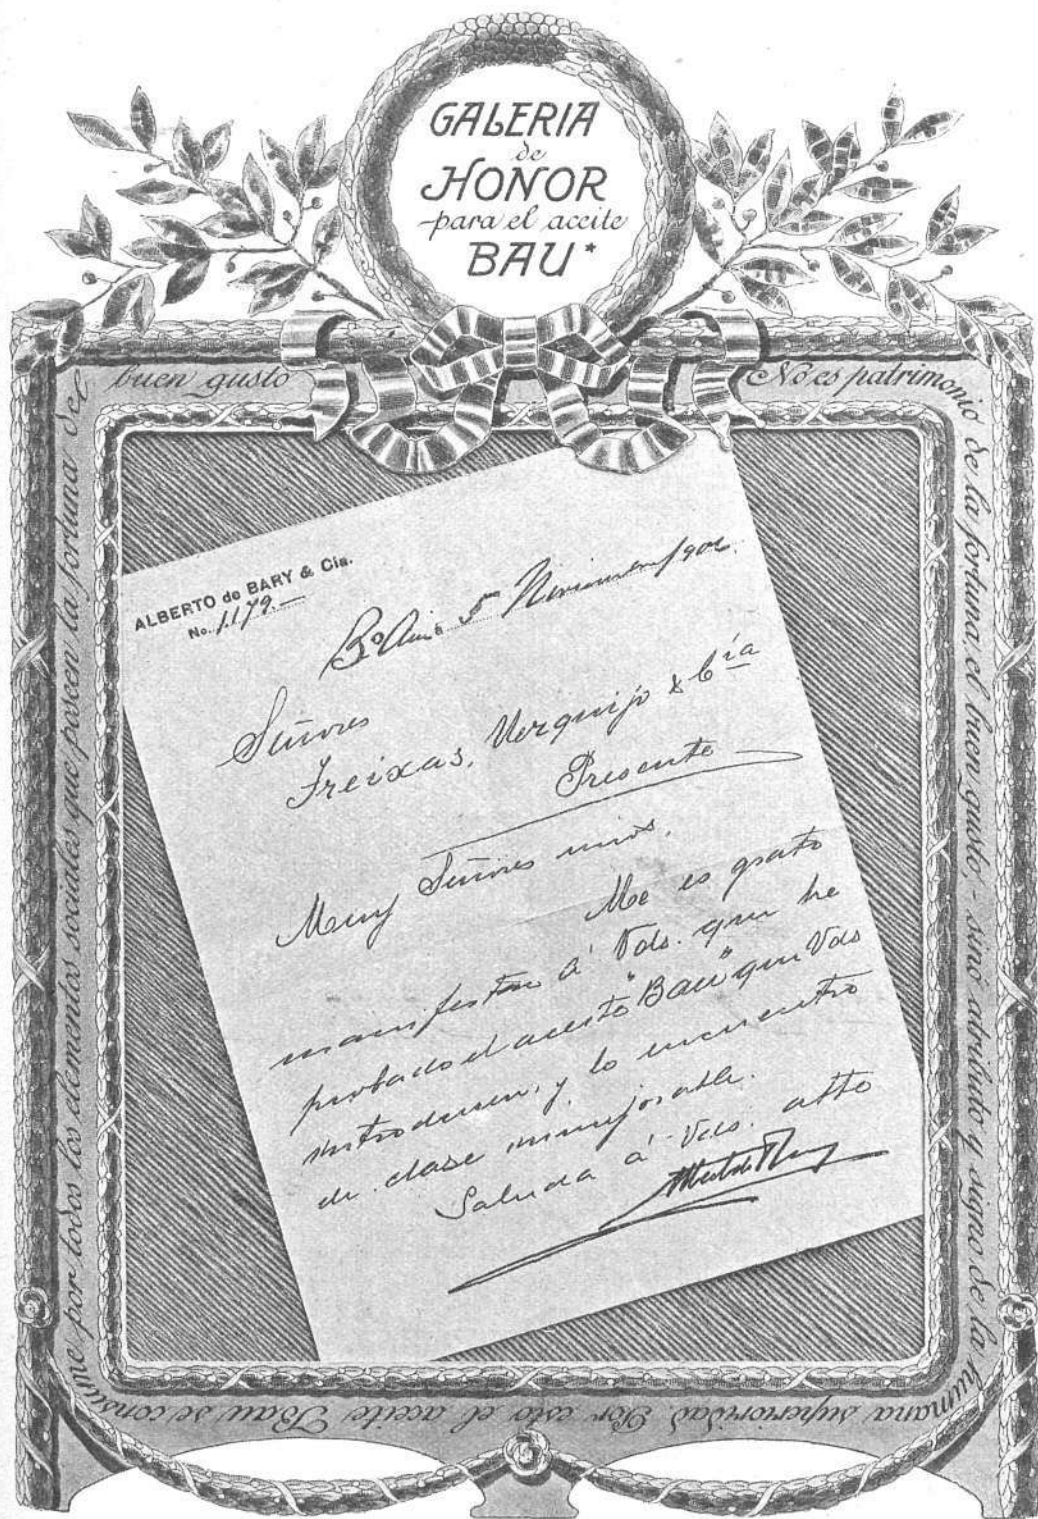 GALERIA
de
HONOR
para el aceite
BAU*
No es patrimonio de la fortuna, el buen gusto, - sinó atributo y signo de la humana superioridad. Por esto el aceite Bau se consume por todos los elementos sociales que poseen la fortuna del buen gusto
ALBERTO de BARY & Cía.
No. 1179.-
Bs Aires 5 Noviembre/90
Señores
Freixas, Urquijo & Cía
Presente
Muy Señores mios,
Me es grato
manifestar á Vds. que he
probado el aceite "Bau" que Vds
introducen, y lo encuentro
de clase inmejorable.
Saluda á Vds. atto